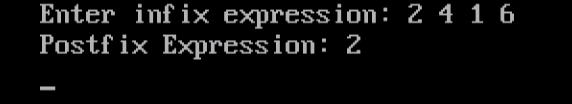 Enter infix expression: 2 4 1 6
Postfix Expression: 2